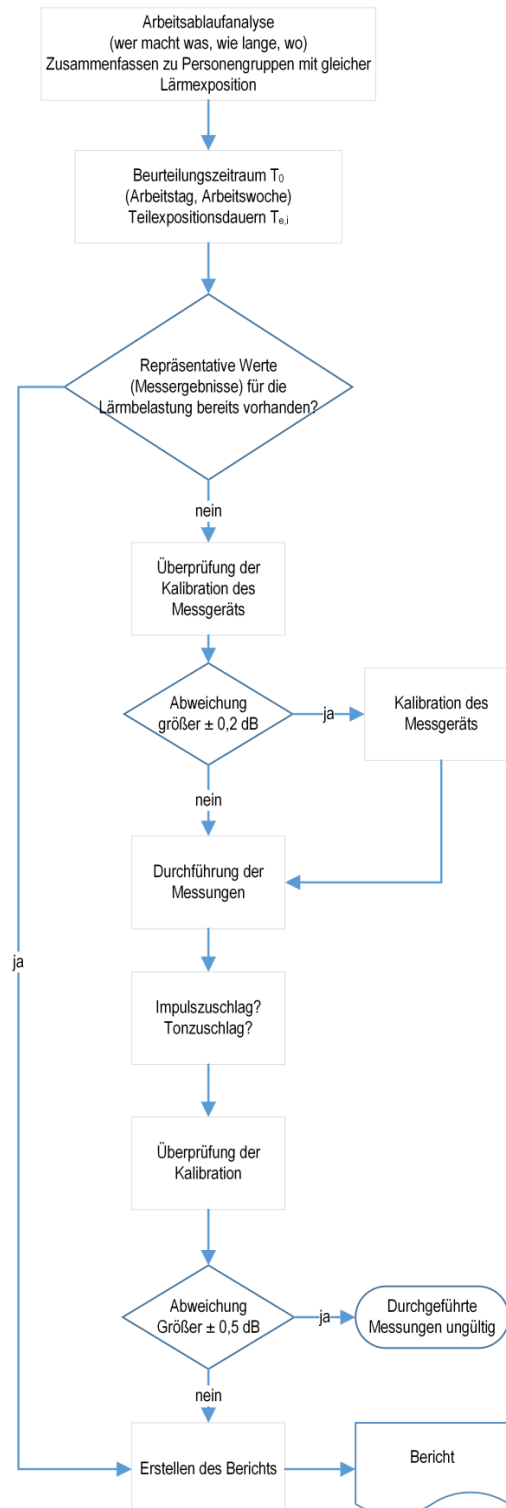 Arbeitsablaufanalyse
(wer macht was, wie lange, wo)
Zusammenfassen zu Personengruppen mit gleicher
Lärmexposition
Beurteilungszeitraum T₀
(Arbeitstag, Arbeitswoche)
Teilexpositionsdauern Tₑ,ᵢ
Repräsentative Werte
(Messergebnisse) für die
Lärmbelastung bereits vorhanden?
nein
Überprüfung der
Kalibration des
Messgeräts
Abweichung
größer ± 0,2 dB
ja
Kalibration des
Messgeräts
nein
Durchführung der
Messungen
ja
Impulszuschlag?
Tonzuschlag?
Überprüfung der
Kalibration
Abweichung
Größer ± 0,5 dB
ja
Durchgeführte
Messungen ungültig
nein
Erstellen des Berichts
Bericht